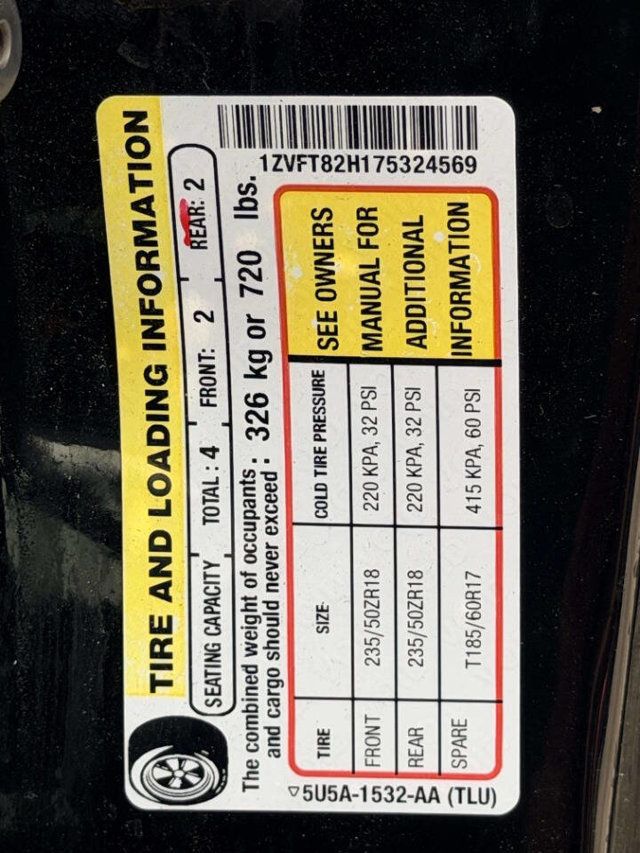 TIRE AND LOADING INFORMATION
SEATING CAPACITY TOTAL : 4 FRONT: 2 REAR: 2
The combined weight of occupants : 326 kg or 720 lbs.
and cargo should never exceed
TIRE SIZE COLD TIRE PRESSURE
FRONT 235/50ZR18 220 KPA, 32 PSI
REAR 235/50ZR18 220 KPA, 32 PSI
SPARE T185/60R17 415 KPA, 60 PSI
SEE OWNERS
MANUAL FOR
ADDITIONAL
INFORMATION
5U5A-1532-AA (TLU)
1ZVFT82H175324569